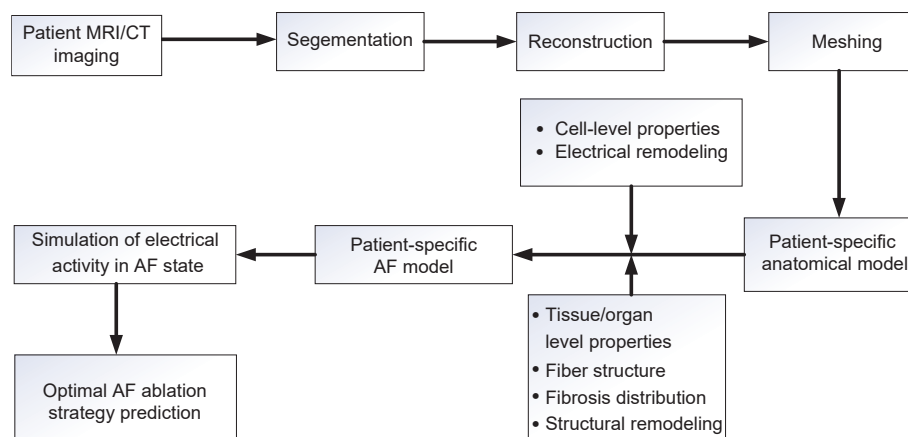 Patient MRI/CT
imaging
Segementation
Reconstruction
Meshing
• Cell-level properties
• Electrical remodeling
Patient-specific
anatomical model
• Tissue/organ
level properties
• Fiber structure
• Fibrosis distribution
• Structural remodeling
Patient-specific
AF model
Simulation of electrical
activity in AF state
Optimal AF ablation
strategy prediction